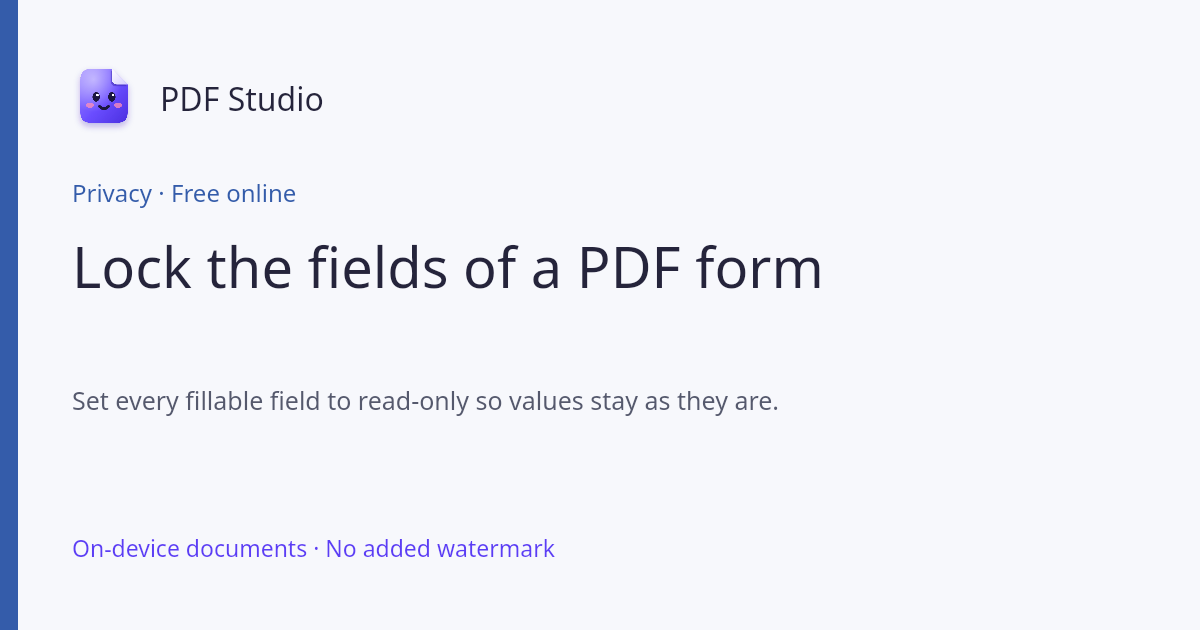 PDF Studio
Privacy · Free online
Lock the fields of a PDF form
Set every fillable field to read-only so values stay as they are.
On-device documents · No added watermark